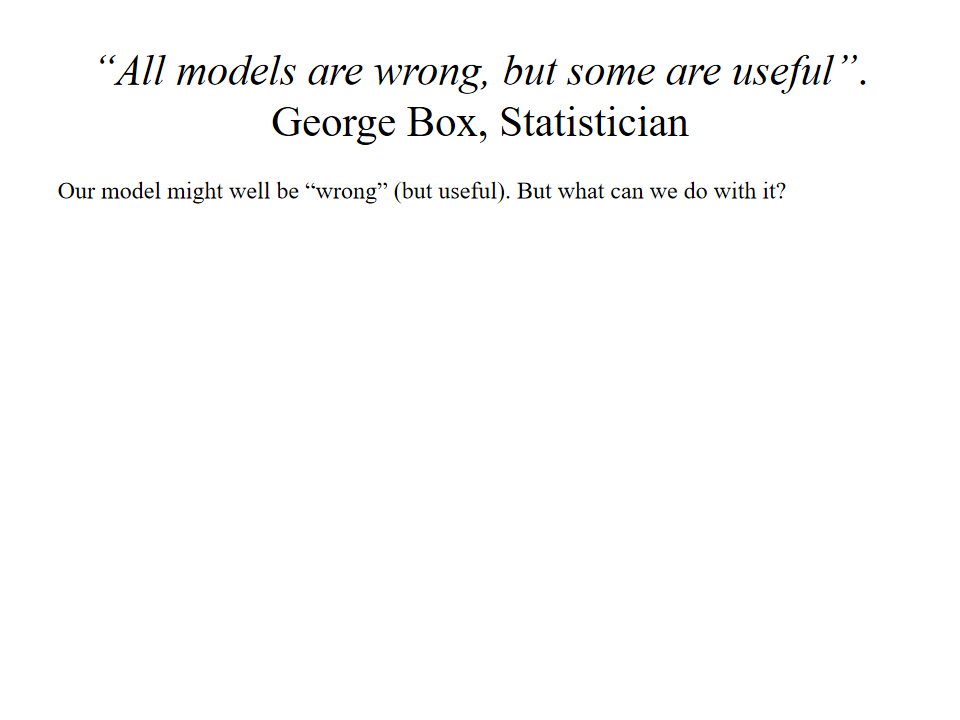 “All models are wrong, but some are useful”.
George Box, Statistician
Our model might well be “wrong” (but useful). But what can we do with it?